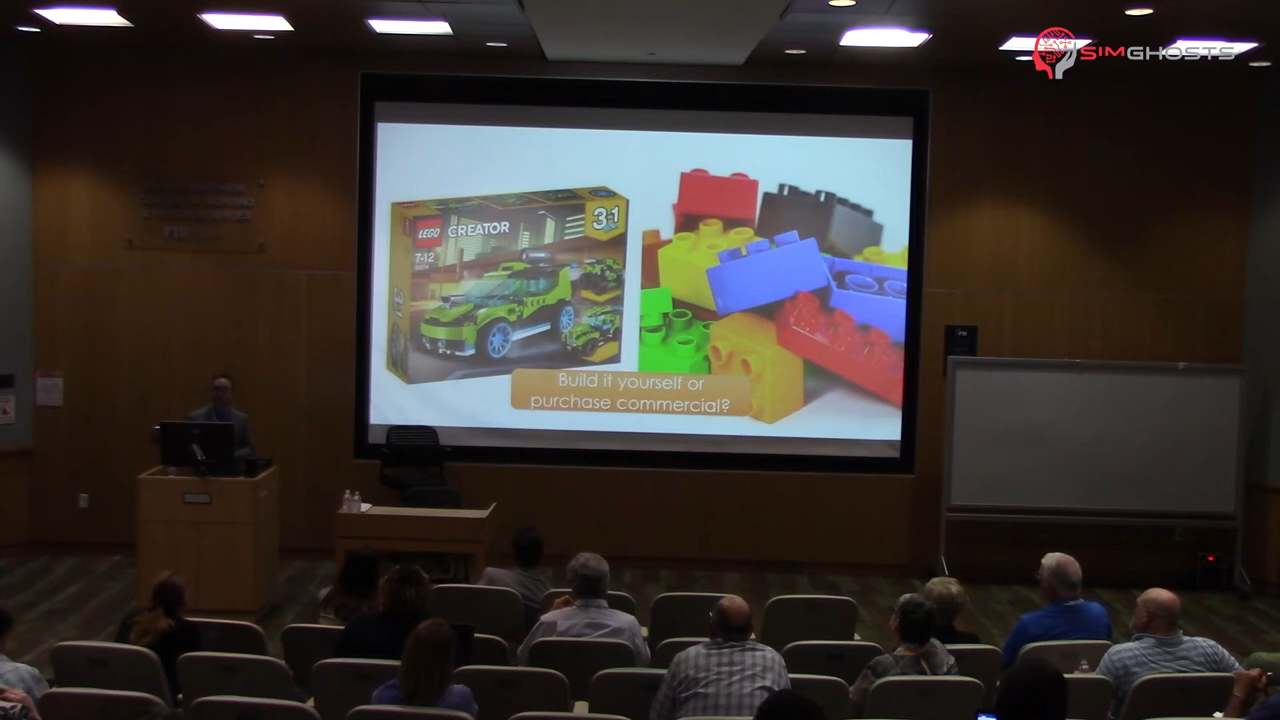 SIMGHOSTS
LEGO
CREATOR
3in1
7-12
Build it yourself or
purchase commercial?